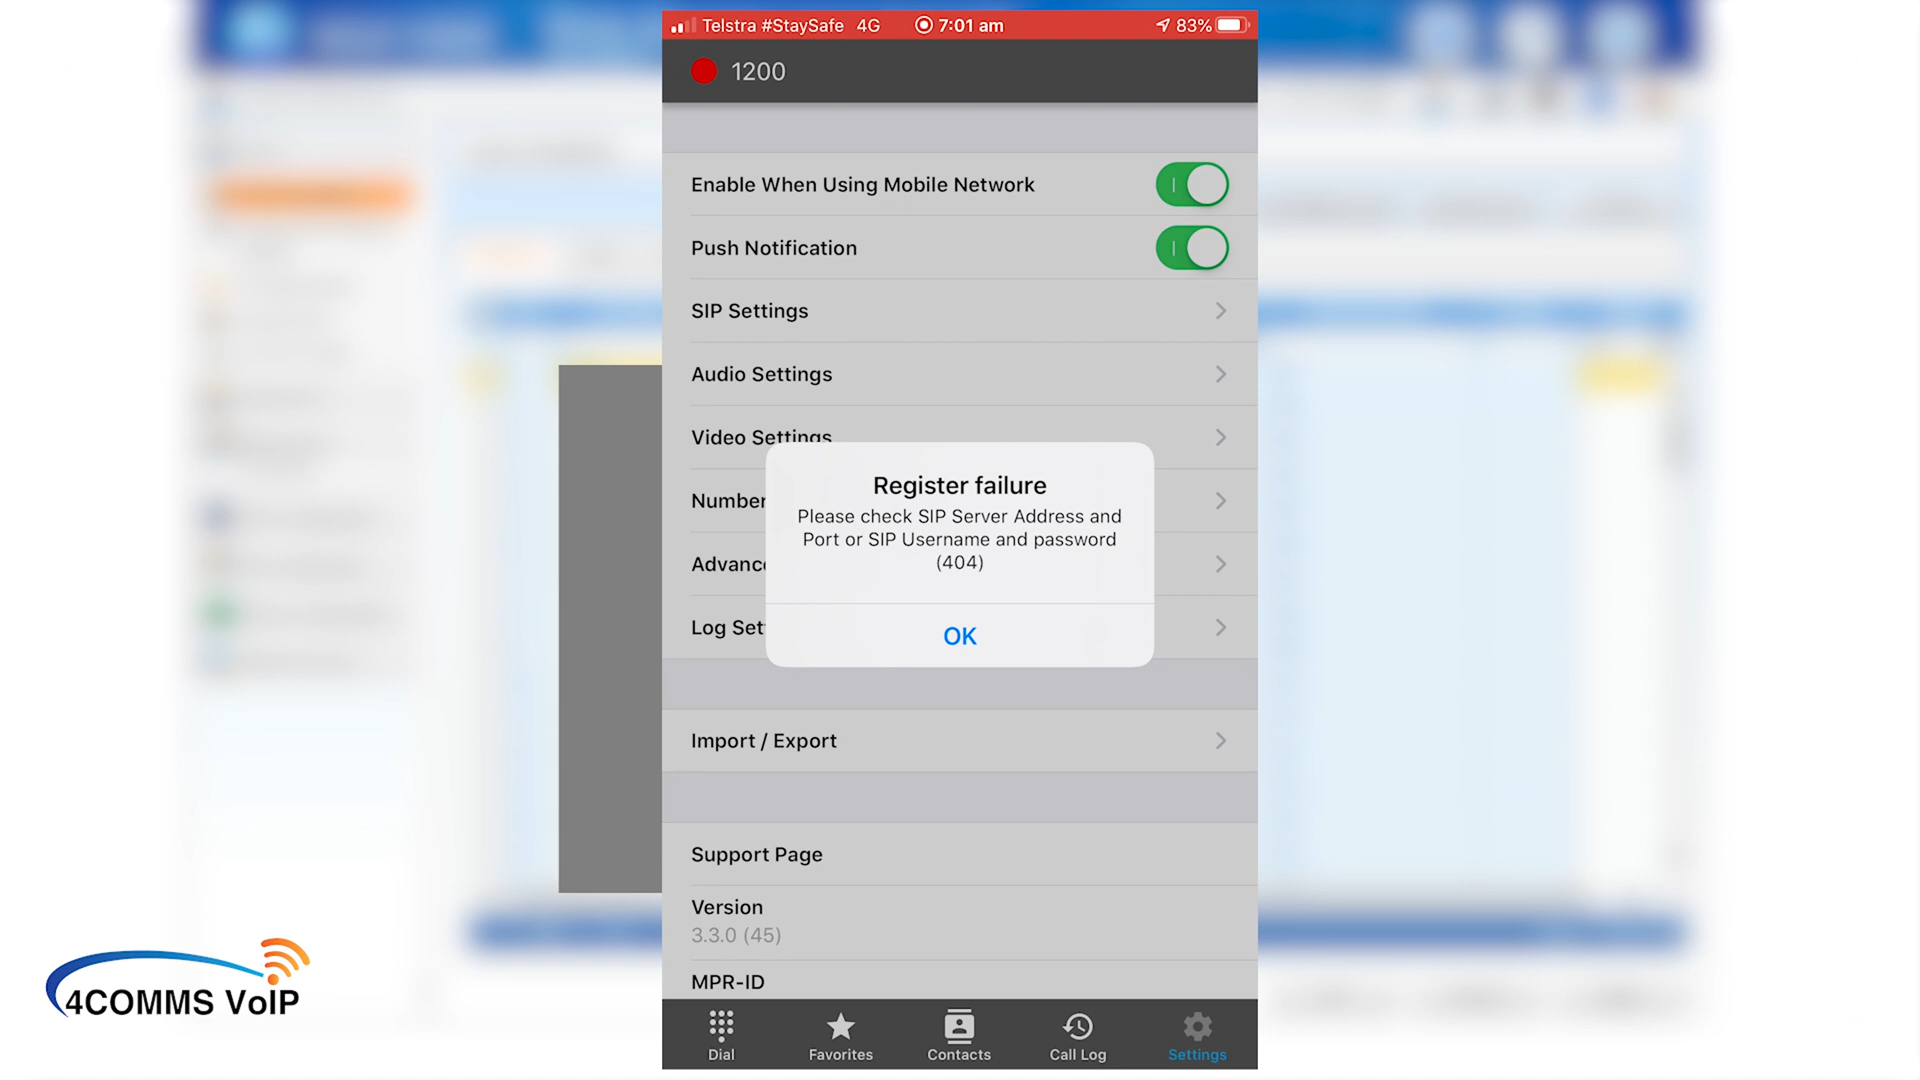 Telstra #StaySafe 4G 7:01 am 83%
1200
Enable When Using Mobile Network
Push Notification
SIP Settings
Audio Settings
Video Settings
Number
Advanc
Log Set
Register failure
Please check SIP Server Address and
Port or SIP Username and password
(404)
OK
Import / Export
Support Page
Version
3.3.0 (45)
MPR-ID
Dial Favorites Contacts Call Log Settings
4COMMS VoIP